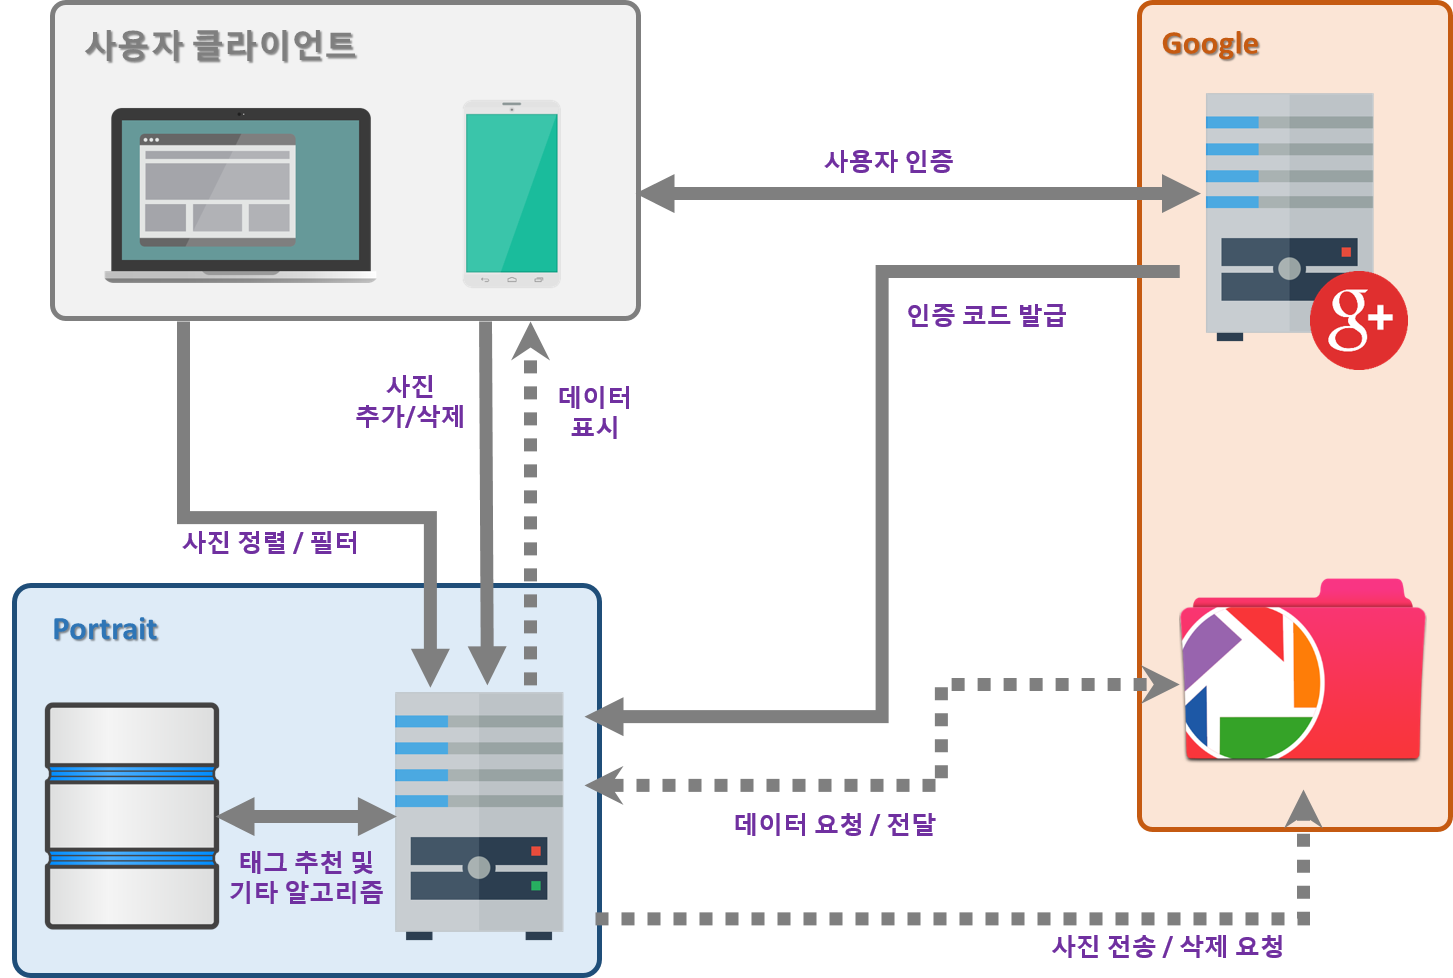 사용자 클라이언트
Google
사용자 인증
g+
인증 코드 발급
사진
추가/삭제
데이터
표시
사진 정렬 / 필터
Portrait
데이터 요청 / 전달
태그 추천 및
기타 알고리즘
사진 전송 / 삭제 요청